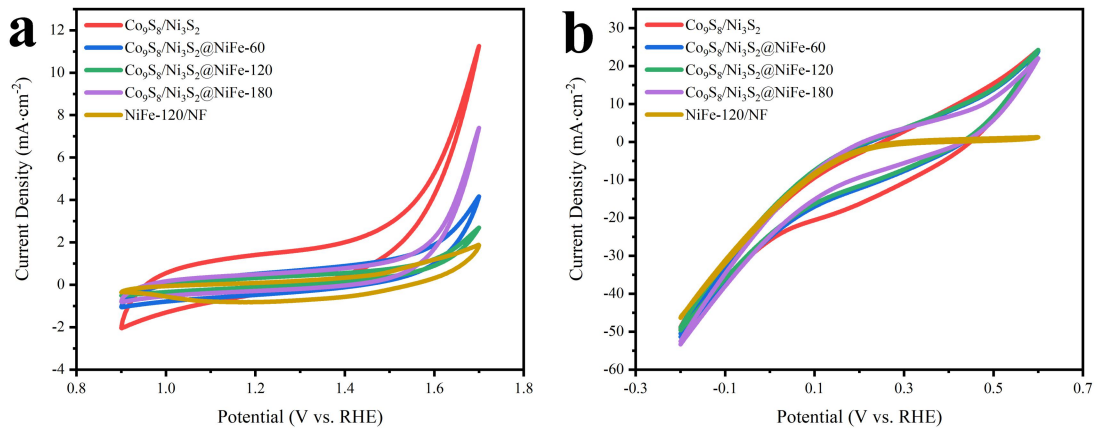 a
Co₉S₈/Ni₃S₂
Co₉S₈/Ni₃S₂@NiFe-60
Co₉S₈/Ni₃S₂@NiFe-120
Co₉S₈/Ni₃S₂@NiFe-180
NiFe-120/NF
Current Density (mA·cm⁻²)
12
10
8
6
4
2
0
-2
-4
0.8 1.0 1.2 1.4 1.6 1.8
Potential (V vs. RHE)
b
Co₉S₈/Ni₃S₂
Co₉S₈/Ni₃S₂@NiFe-60
Co₉S₈/Ni₃S₂@NiFe-120
Co₉S₈/Ni₃S₂@NiFe-180
NiFe-120/NF
Current Density (mA·cm⁻²)
30
20
10
0
-10
-20
-30
-40
-50
-60
-0.3 -0.1 0.1 0.3 0.5 0.7
Potential (V vs. RHE)